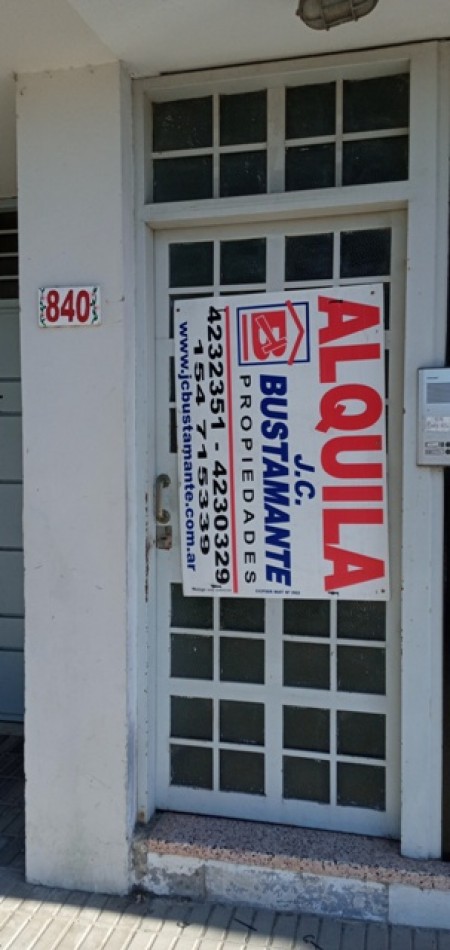 840
ALQUILA
J.C.
BUSTAMANTE
PROPIEDADES
4232351 - 4230329
154 715339
www.jcbustamante.com.ar